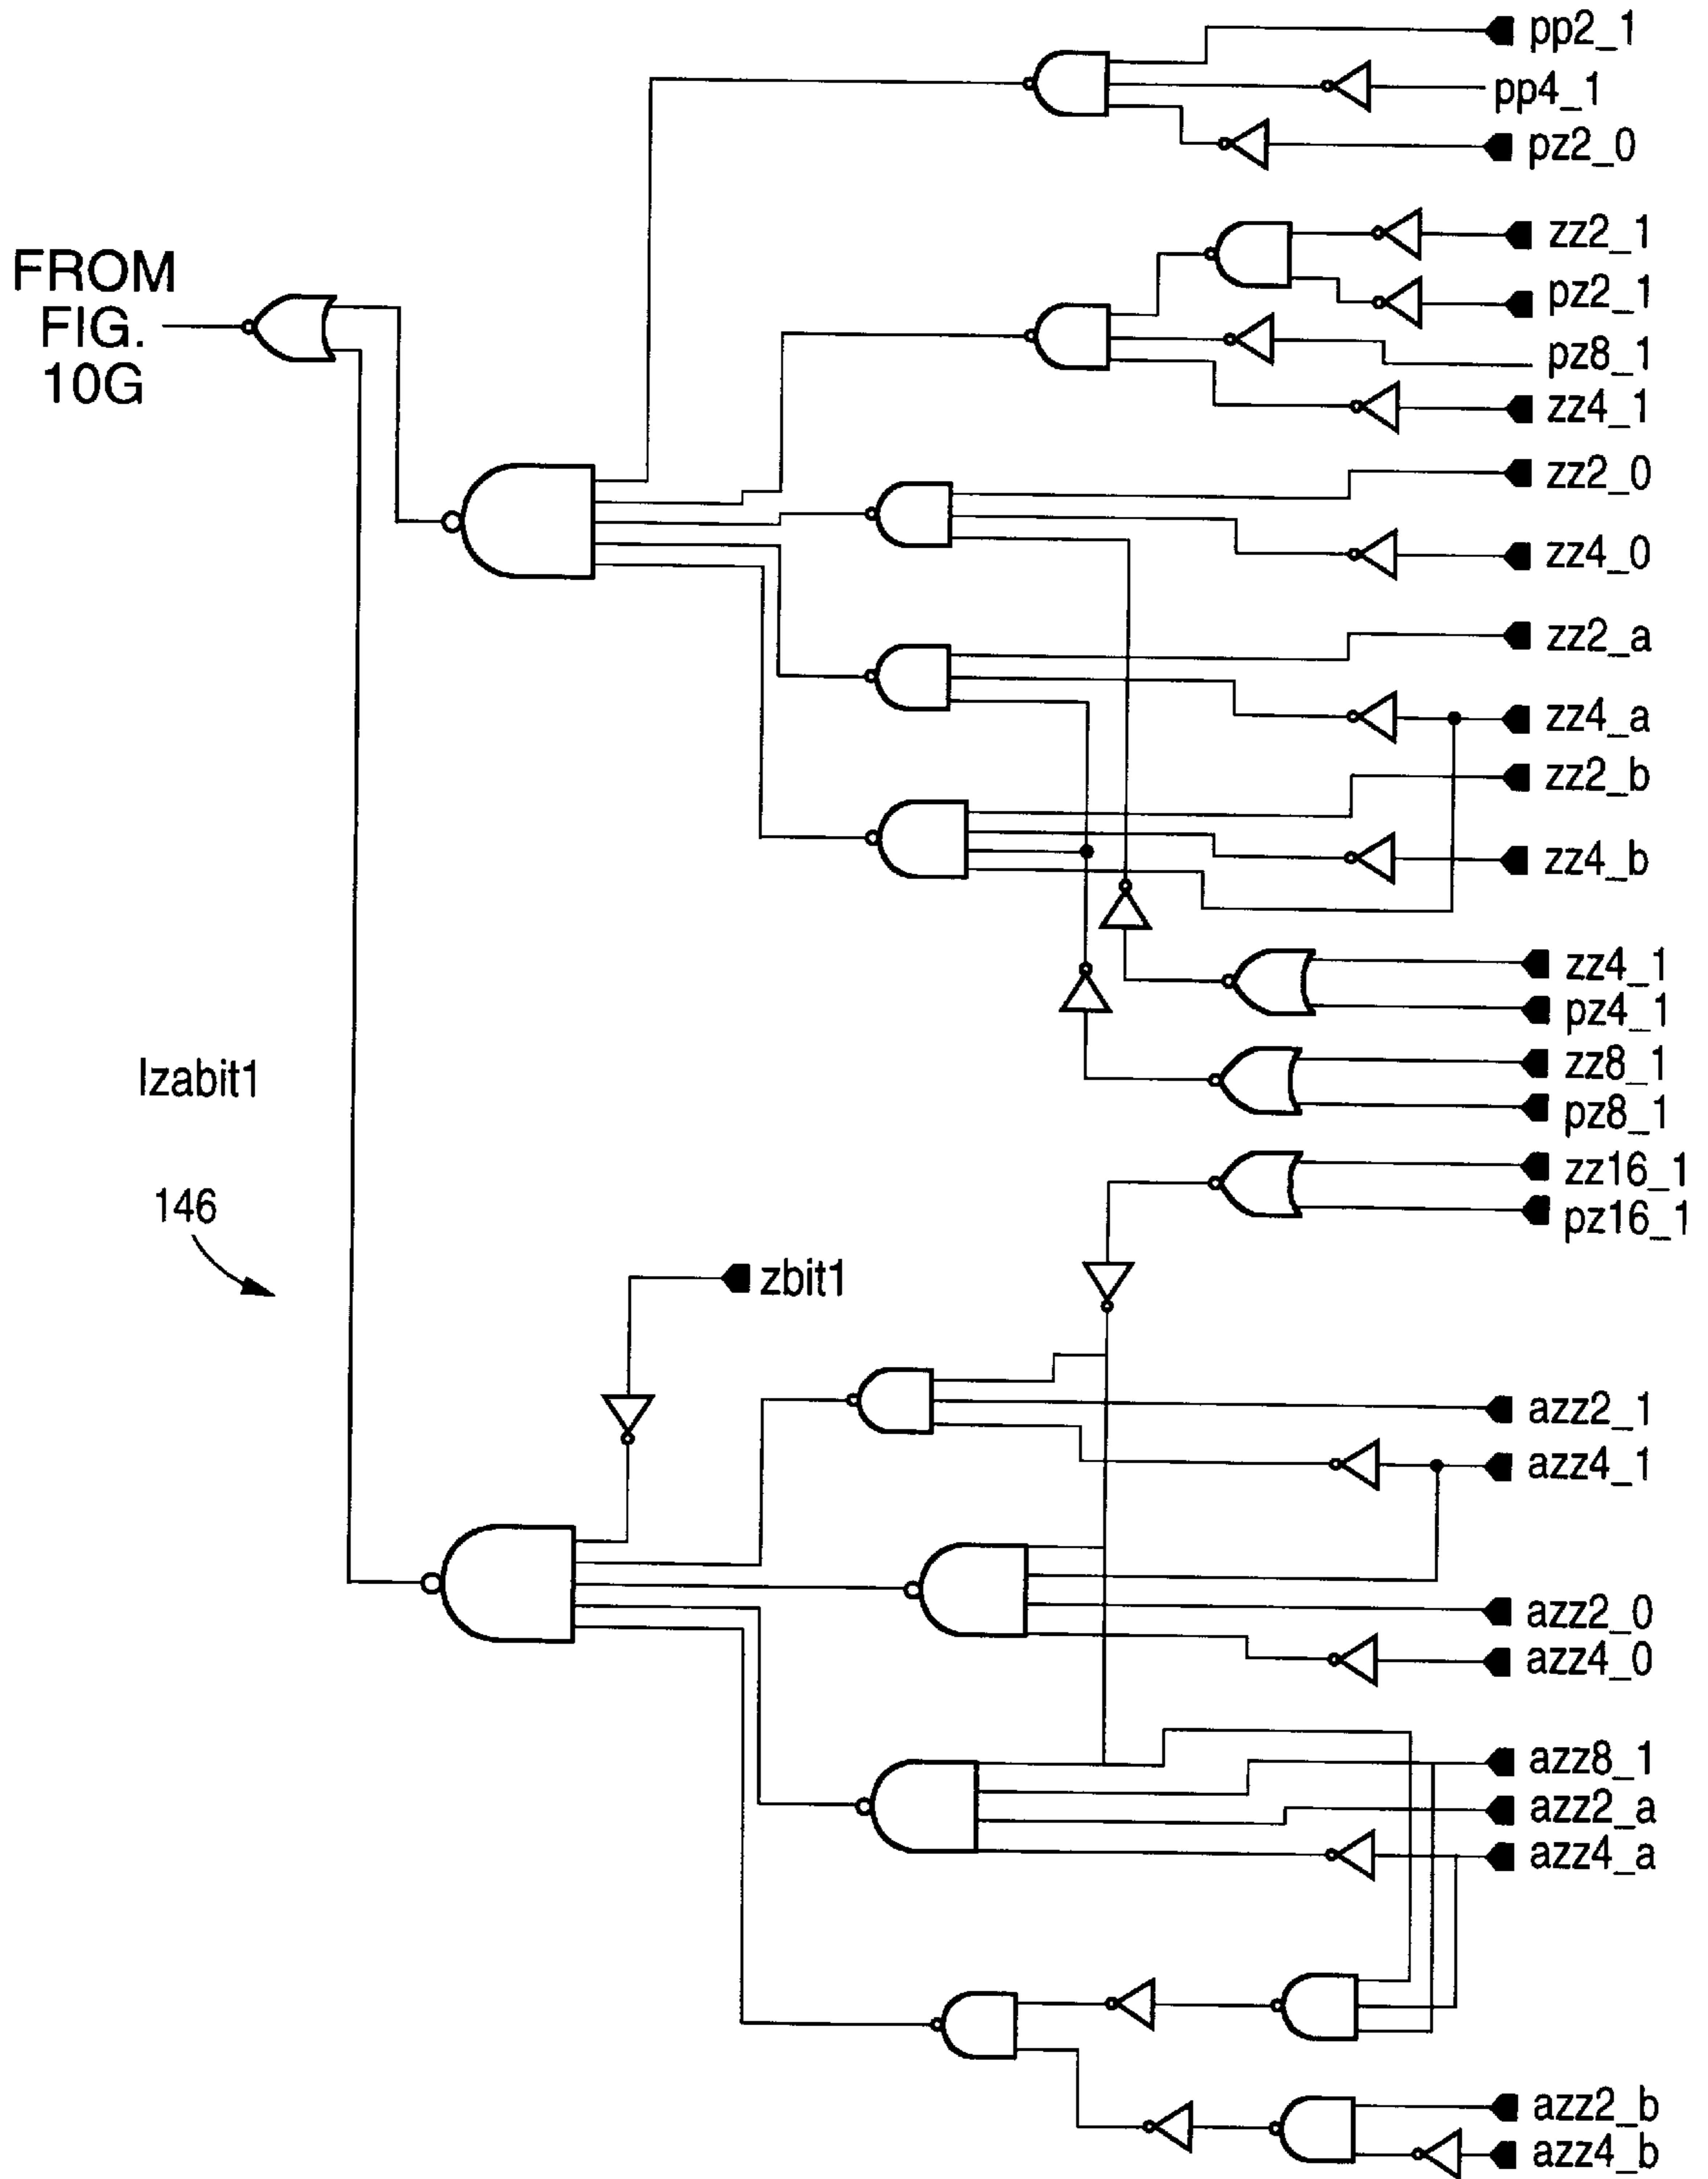 pp2_1
pp4_1
pz2_0
zz2_1
pz2_1
pz8_1
zz4_1
FROM
FIG.
10G
zz2_0
zz4_0
zz2_a
zz4_a
zz2_b
zz4_b
zz4_1
pz4_1
zz8_1
pz8_1
lzabit1
zz16_1
pz16_1
146
zbit1
azz2_1
azz4_1
azz2_0
azz4_0
azz8_1
azz2_a
azz4_a
azz2_b
azz4_b